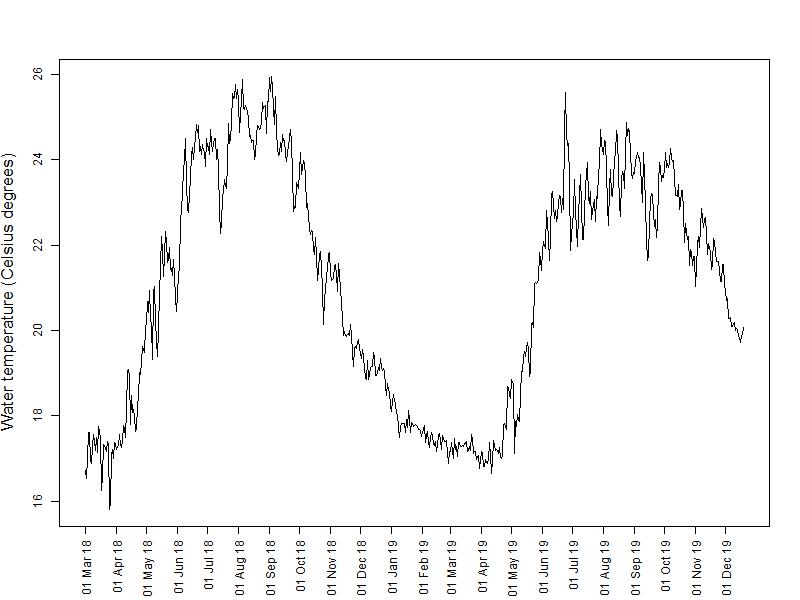 Water temperature (Celsius degrees)
26
24
22
20
18
16
01 Mar 18
01 Apr 18
01 May 18
01 Jun 18
01 Jul 18
01 Aug 18
01 Sep 18
01 Oct 18
01 Nov 18
01 Dec 18
01 Jan 19
01 Feb 19
01 Mar 19
01 Apr 19
01 May 19
01 Jun 19
01 Jul 19
01 Aug 19
01 Sep 19
01 Oct 19
01 Nov 19
01 Dec 19